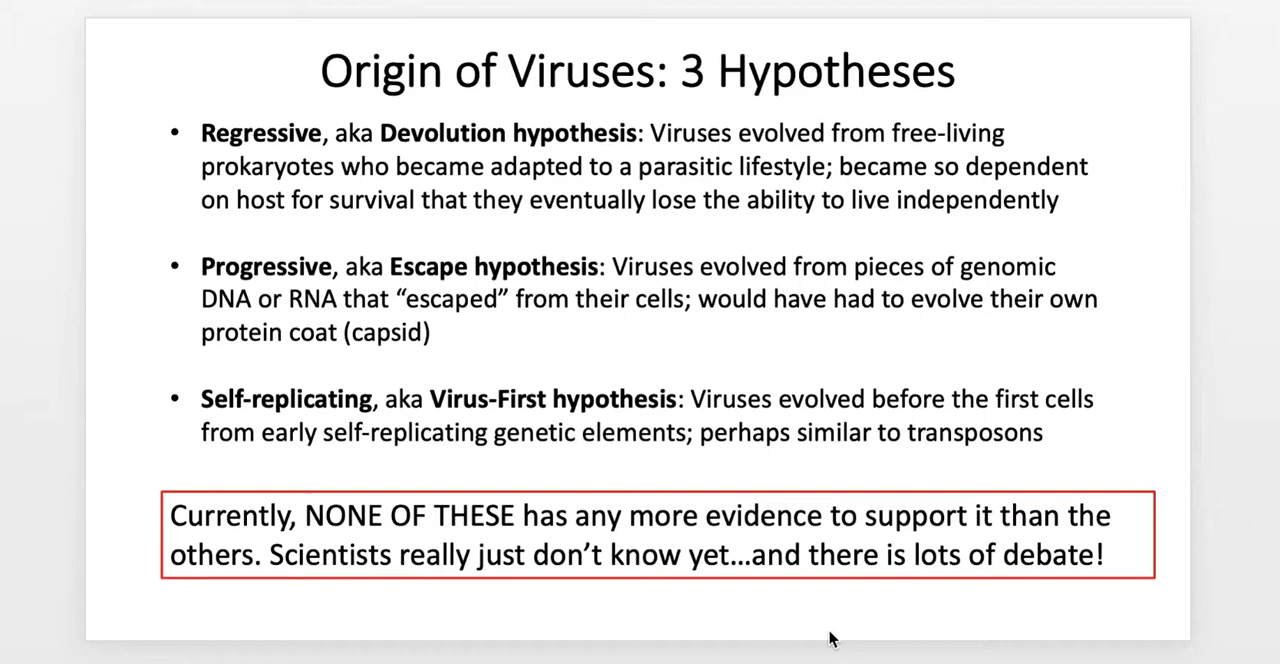 Origin of Viruses: 3 Hypotheses
• Regressive, aka Devolution hypothesis: Viruses evolved from free-living
prokaryotes who became adapted to a parasitic lifestyle; became so dependent
on host for survival that they eventually lose the ability to live independently
• Progressive, aka Escape hypothesis: Viruses evolved from pieces of genomic
DNA or RNA that “escaped” from their cells; would have had to evolve their own
protein coat (capsid)
• Self-replicating, aka Virus-First hypothesis: Viruses evolved before the first cells
from early self-replicating genetic elements; perhaps similar to transposons
Currently, NONE OF THESE has any more evidence to support it than the
others. Scientists really just don’t know yet…and there is lots of debate!